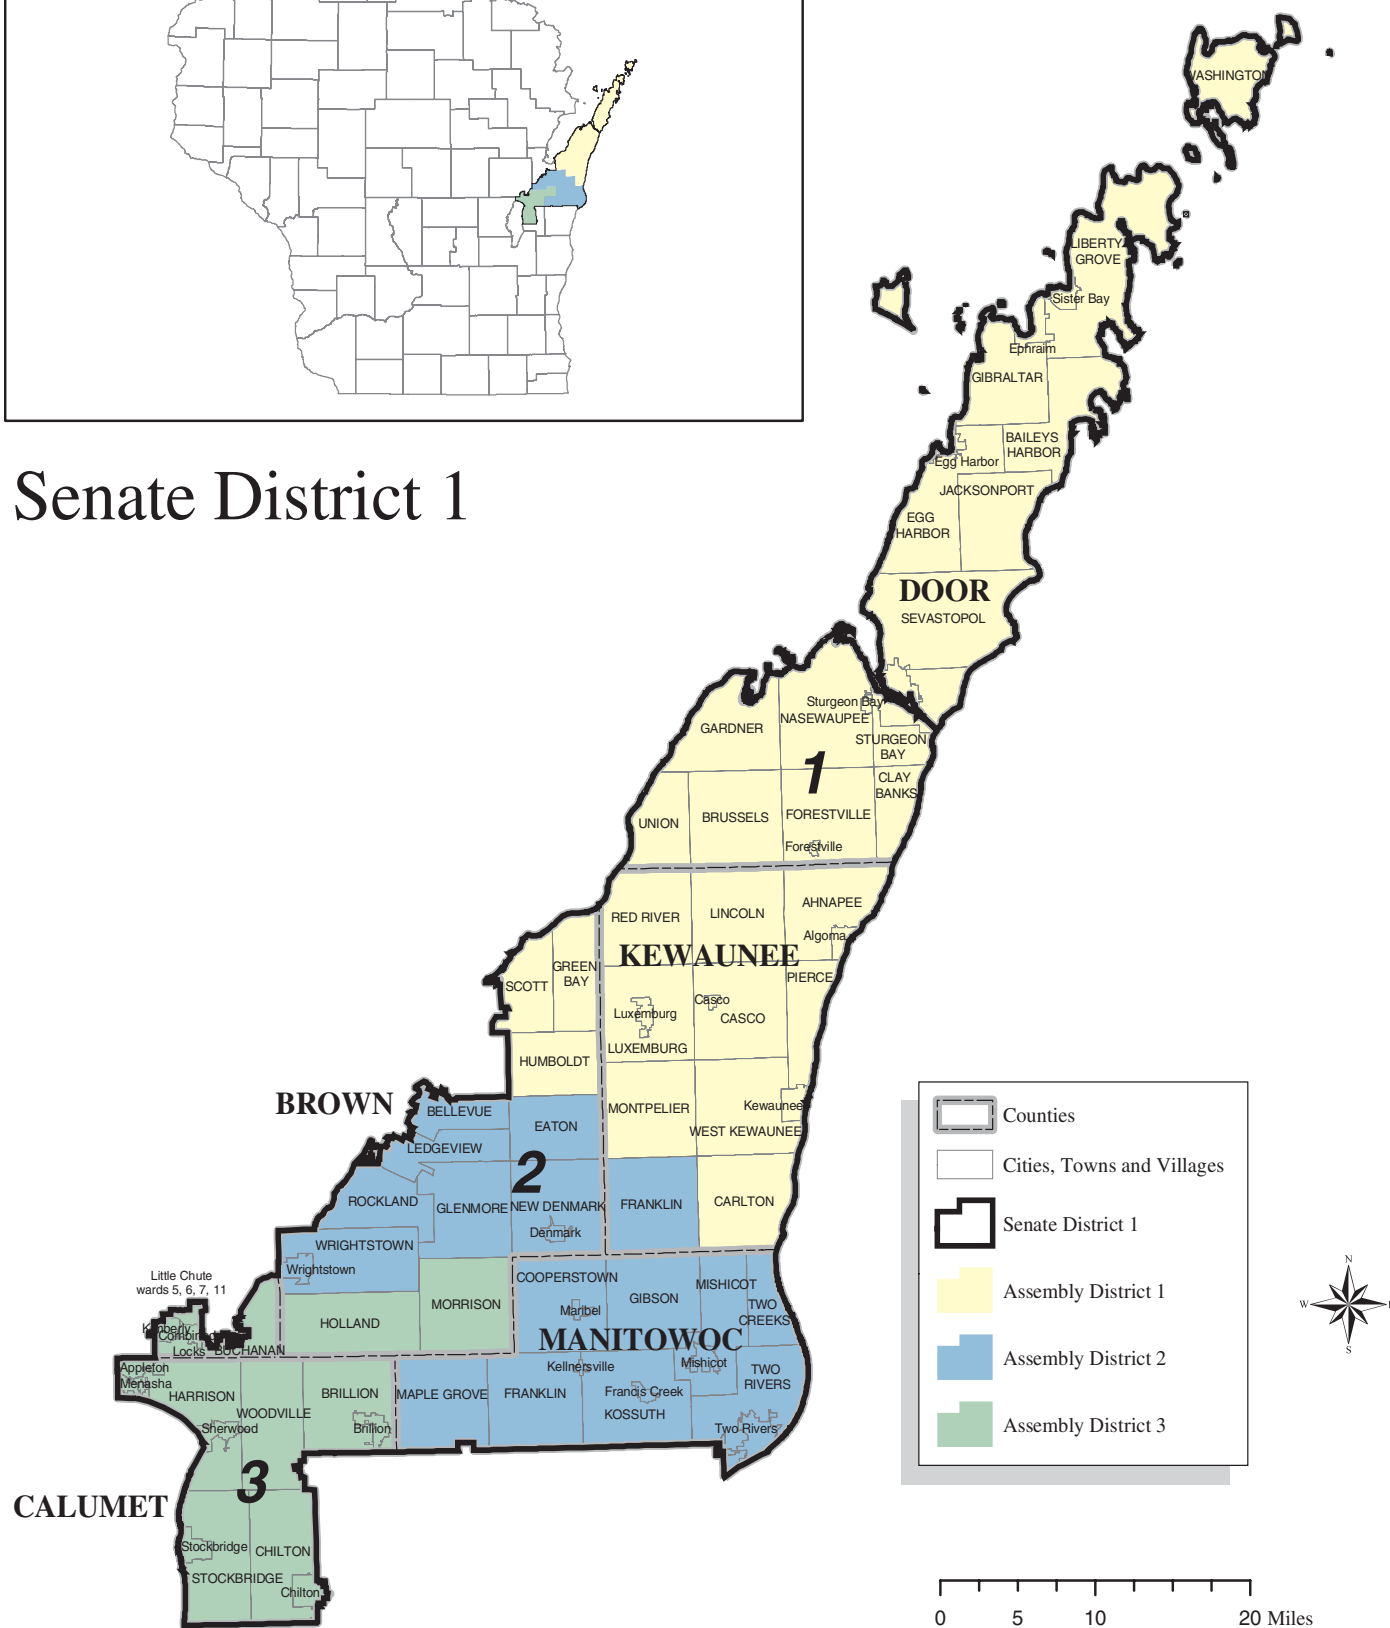 WASHINGTON
LIBERTY
GROVE
Sister Bay
Ephraim
GIBRALTAR
BAILEYS
HARBOR
Egg Harbor
JACKSONPORT
Senate District 1
EGG
HARBOR
DOOR
SEVASTOPOL
Sturgeon Bay
NASEWAUPEE
GARDNER
STURGEON
BAY
1
CLAY
BANKS
UNION
BRUSSELS
FORESTVILLE
Forestville
AHNAPEE
RED RIVER
LINCOLN
Algoma
KEWAUNEE
GREEN
BAY
SCOTT
PIERCE
Casco
Luxemburg
CASCO
LUXEMBURG
HUMBOLDT
BROWN
BELLEVUE
MONTPELIER
Kewaunee
EATON
WEST KEWAUNEE
LEDGEVIEW
2
ROCKLAND
GLENMORE
NEW DENMARK
FRANKLIN
CARLTON
Denmark
WRIGHTSTOWN
Wrightstown
Little Chute
wards 5, 6, 7, 11
COOPERSTOWN
MISHICOT
GIBSON
MORRISON
Maribel
TWO
CREEKS
HOLLAND
Kimberly
Combined
Locks
BUCHANAN
MANITOWOC
Appleton
Menasha
Kellnersville
Mishicot
TWO
RIVERS
HARRISON
BRILLION
MAPLE GROVE
FRANKLIN
Francis Creek
WOODVILLE
KOSSUTH
Sherwood
Brillion
Two Rivers
3
CALUMET
Stockbridge
CHILTON
STOCKBRIDGE
Chilton
Counties
Cities, Towns and Villages
Senate District 1
Assembly District 1
Assembly District 2
Assembly District 3
N
W
E
S
0 5 10 20 Miles